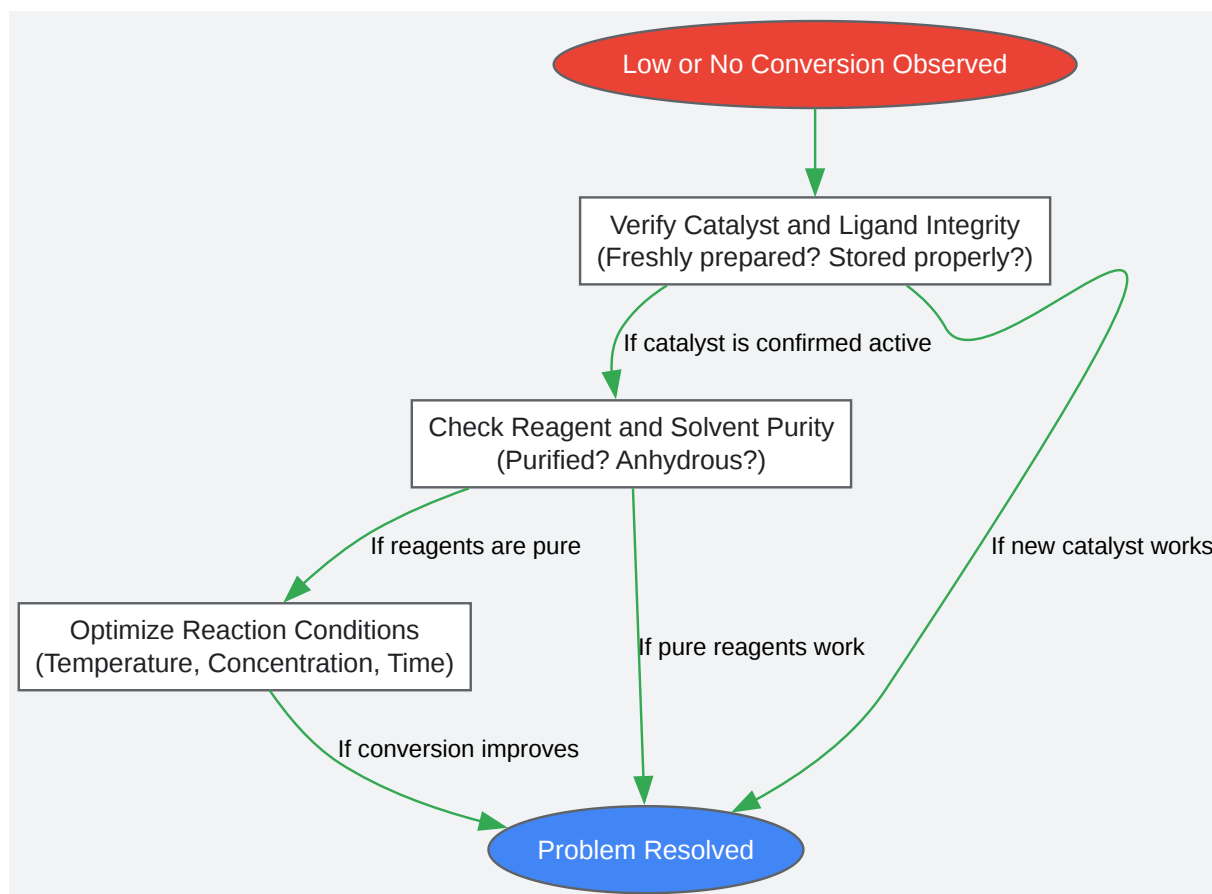 Low or No Conversion Observed
Verify Catalyst and Ligand Integrity
(Freshly prepared? Stored properly?)
If catalyst is confirmed active
Check Reagent and Solvent Purity
(Purified? Anhydrous?)
If reagents are pure
If new catalyst works
Optimize Reaction Conditions
(Temperature, Concentration, Time)
If pure reagents work
If conversion improves
Problem Resolved